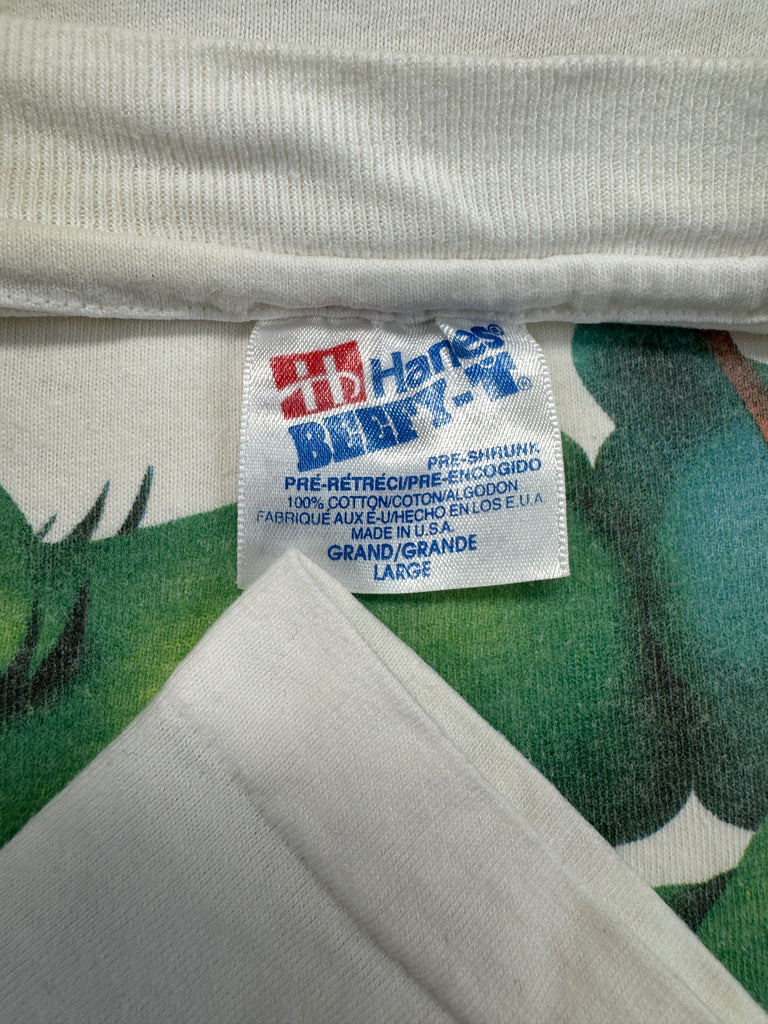 Hanes®
BEEFY-T®
PRE-SHRUNK
PRÉ-RÉTRÉCI/PRE-ENCOGIDO
100% COTTON/COTON/ALGODON
FABRIQUÉ AUX É-U/HECHO EN LOS E.U.A
MADE IN U.S.A.
GRAND/GRANDE
LARGE